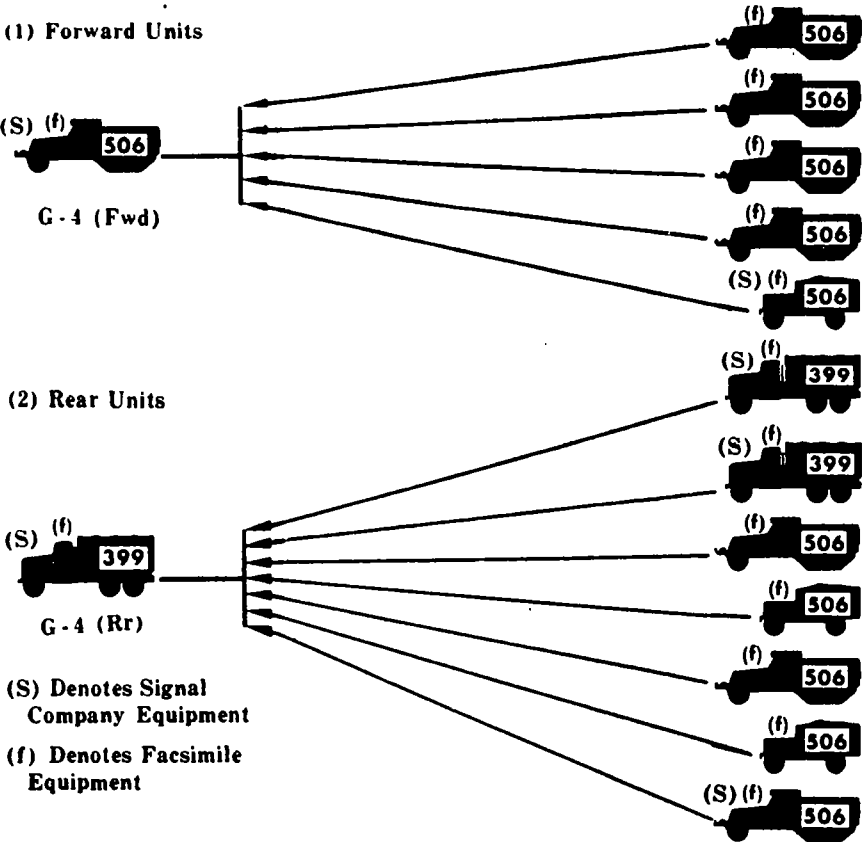 (1) Forward Units
(f) 506
(f) 506
(S) (f) 506
(f) 506
G-4 (Fwd)
(f) 506
(S) (f) 506
(2) Rear Units
(S) (f) 399
(S) (f) 399
(S) (f) 399
(f) 506
G-4 (Rr)
(f) 506
(S) Denotes Signal
Company Equipment
(f) 506
(f) Denotes Facsimile
Equipment
(f) 506
(S) (f) 506